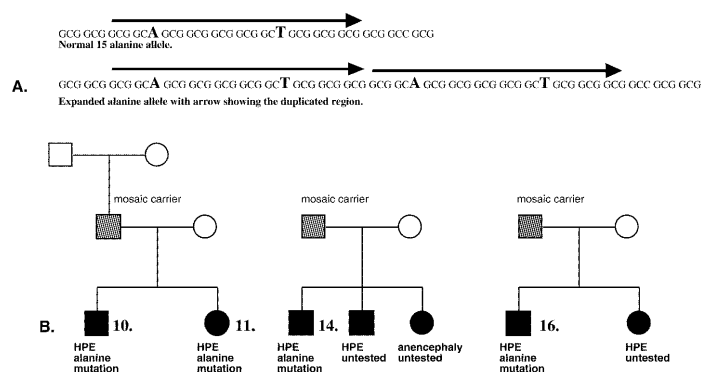 GCG GCG GCG GCA GCG GCG GCG GCG GCT GCG GCG GCG GCG GCC GCG
Normal 15 alanine allele.
A.
GCG GCG GCG GCA GCG GCG GCG GCG GCT GCG GCG GCG GCG GCA GCG GCG GCG GCG GCT GCG GCG GCG GCC GCG GCG
Expanded alanine allele with arrow showing the duplicated region.
mosaic carrier
mosaic carrier
mosaic carrier
B.
10.
11.
14.
16.
HPE
alanine
mutation
HPE
alanine
mutation
HPE
alanine
mutation
HPE
untested
anencephaly
untested
HPE
alanine
mutation
HPE
untested